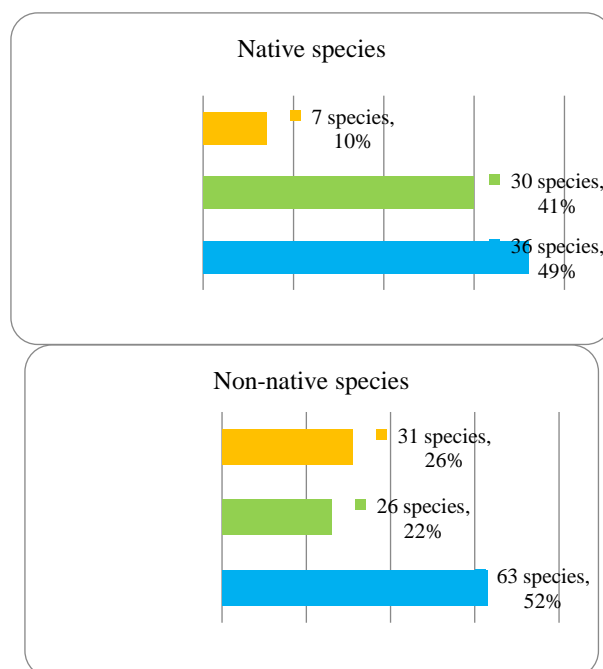 Native species
7 species,
10%
30 species,
41%
36 species,
49%
Non-native species
31 species,
26%
26 species,
22%
63 species,
52%